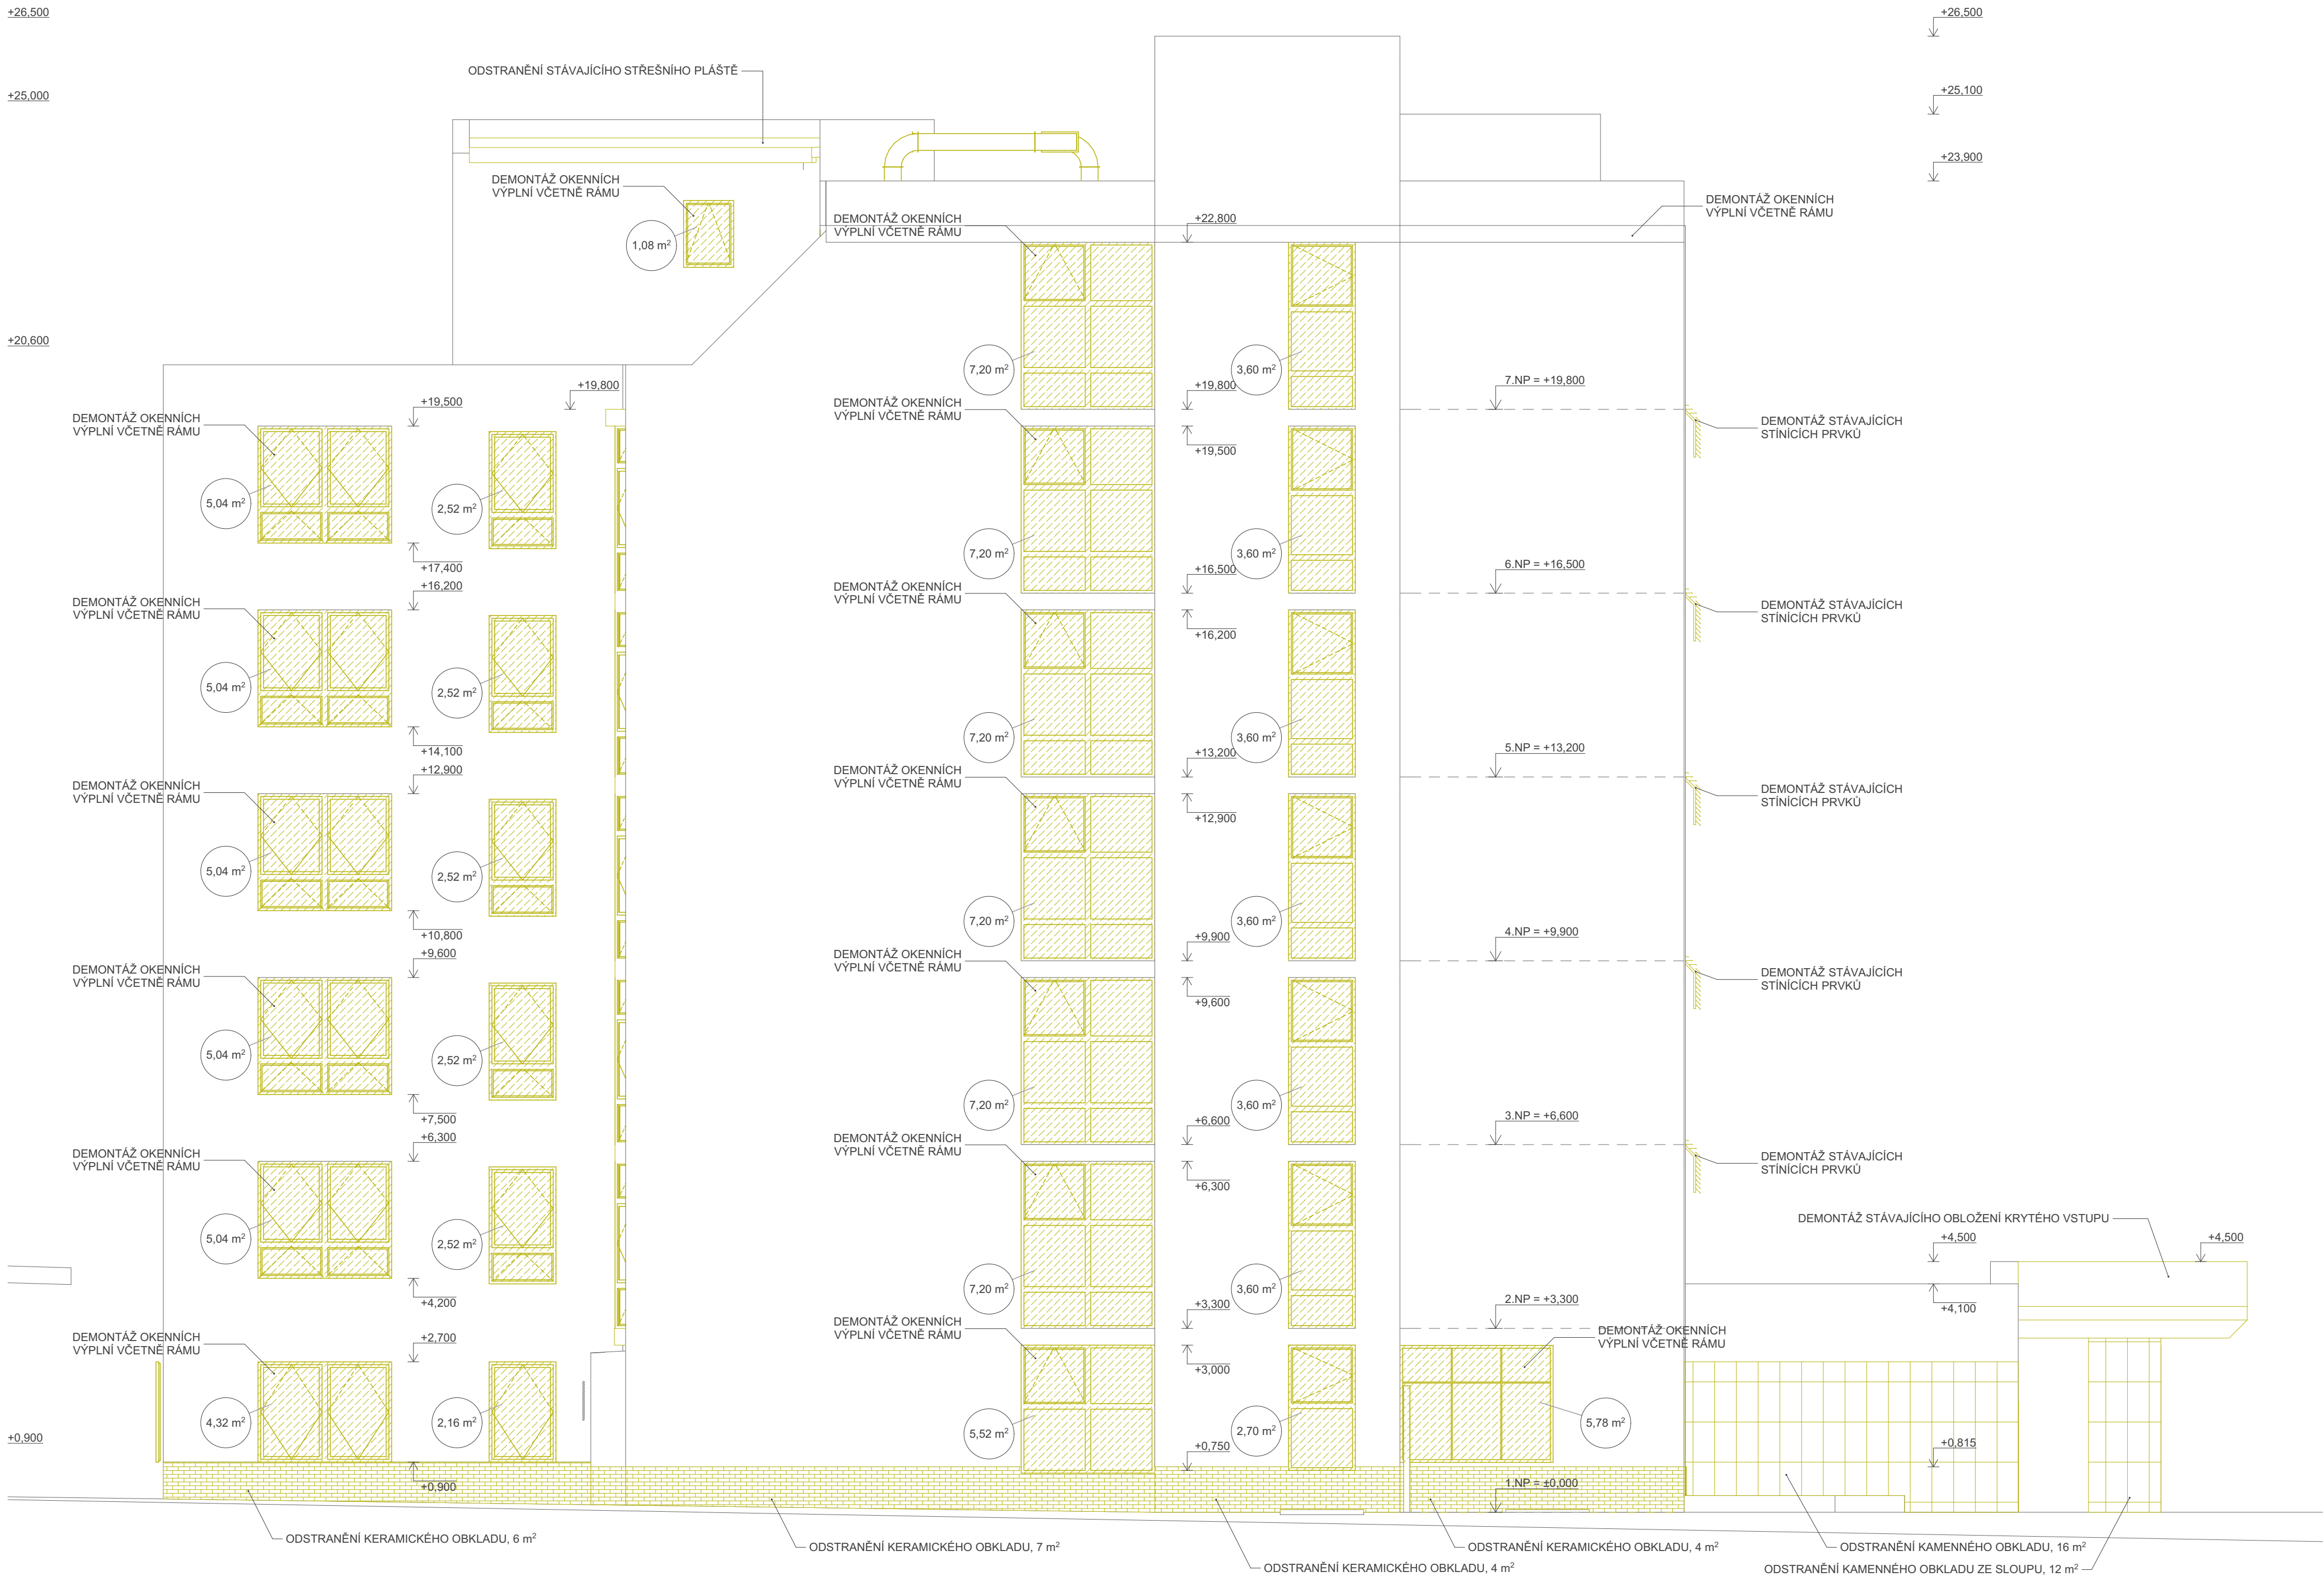 +26,500
+26,500
ODSTRANĚNÍ STÁVAJÍCÍHO STŘEŠNÍHO PLÁŠTĚ
+25,000
+25,100
+23,900
DEMONTÁŽ OKENNÍCH
VÝPLNÍ VČETNĚ RÁMU
1,08 m²
DEMONTÁŽ OKENNÍCH
VÝPLNÍ VČETNĚ RÁMU
+22,800
DEMONTÁŽ OKENNÍCH
VÝPLNÍ VČETNĚ RÁMU
+20,600
7,20 m²
3,60 m²
+19,800
+19,800
7.NP = +19,800
DEMONTÁŽ OKENNÍCH
VÝPLNÍ VČETNĚ RÁMU
+19,500
DEMONTÁŽ OKENNÍCH
VÝPLNÍ VČETNĚ RÁMU
+19,500
DEMONTÁŽ STÁVAJÍCÍCH
STÍNÍCÍCH PRVKŮ
5,04 m²
2,52 m²
7,20 m²
3,60 m²
+17,400
+16,500
6.NP = +16,500
DEMONTÁŽ OKENNÍCH
VÝPLNÍ VČETNĚ RÁMU
+16,200
DEMONTÁŽ OKENNÍCH
VÝPLNÍ VČETNĚ RÁMU
+16,200
DEMONTÁŽ STÁVAJÍCÍCH
STÍNÍCÍCH PRVKŮ
5,04 m²
2,52 m²
7,20 m²
3,60 m²
+14,100
+13,200
5.NP = +13,200
DEMONTÁŽ OKENNÍCH
VÝPLNÍ VČETNĚ RÁMU
+12,900
DEMONTÁŽ OKENNÍCH
VÝPLNÍ VČETNĚ RÁMU
+12,900
DEMONTÁŽ STÁVAJÍCÍCH
STÍNÍCÍCH PRVKŮ
5,04 m²
2,52 m²
7,20 m²
3,60 m²
+10,800
+9,900
4.NP = +9,900
DEMONTÁŽ OKENNÍCH
VÝPLNÍ VČETNĚ RÁMU
+9,600
DEMONTÁŽ OKENNÍCH
VÝPLNÍ VČETNĚ RÁMU
+9,600
DEMONTÁŽ STÁVAJÍCÍCH
STÍNÍCÍCH PRVKŮ
5,04 m²
2,52 m²
7,20 m²
3,60 m²
+7,500
+6,600
3.NP = +6,600
DEMONTÁŽ OKENNÍCH
VÝPLNÍ VČETNĚ RÁMU
+6,300
DEMONTÁŽ OKENNÍCH
VÝPLNÍ VČETNĚ RÁMU
+6,300
DEMONTÁŽ STÁVAJÍCÍCH
STÍNÍCÍCH PRVKŮ
DEMONTÁŽ STÁVAJÍCÍHO OBLOŽENÍ KRYTÉHO VSTUPU
5,04 m²
2,52 m²
7,20 m²
3,60 m²
+4,500
+4,500
+4,200
+4,100
+3,300
2.NP = +3,300
DEMONTÁŽ OKENNÍCH
VÝPLNÍ VČETNĚ RÁMU
+2,700
DEMONTÁŽ OKENNÍCH
VÝPLNÍ VČETNĚ RÁMU
+3,000
DEMONTÁŽ OKENNÍCH
VÝPLNÍ VČETNĚ RÁMU
4,32 m²
2,16 m²
5,52 m²
2,70 m²
5,78 m²
+0,900
+0,750
+0,815
+0,900
1.NP = ±0,000
ODSTRANĚNÍ KERAMICKÉHO OBKLADU, 6 m²
ODSTRANĚNÍ KERAMICKÉHO OBKLADU, 7 m²
ODSTRANĚNÍ KERAMICKÉHO OBKLADU, 4 m²
ODSTRANĚNÍ KERAMICKÉHO OBKLADU, 4 m²
ODSTRANĚNÍ KAMENNÉHO OBKLADU, 16 m²
ODSTRANĚNÍ KAMENNÉHO OBKLADU ZE SLOUPU, 12 m²